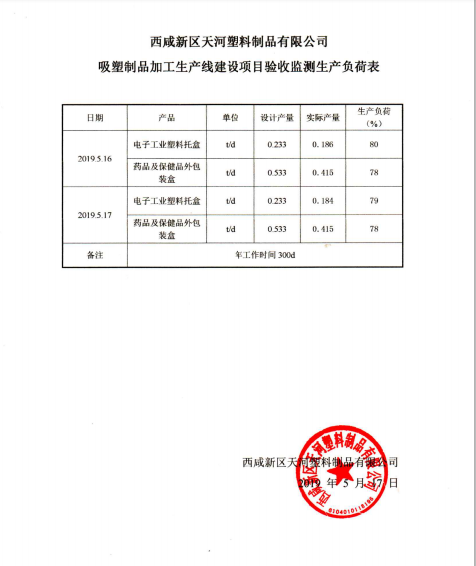 西咸新区天河塑料制品有限公司
吸塑制品加工生产线建设项目验收监测生产负荷表
日期 产品 单位 设计产量 实际产量 生产负荷
（%）
2019.5.16 电子工业塑料托盒 t/d 0.233 0.186 80
药品及保健品外包
装盒 t/d 0.533 0.415 78
2019.5.17 电子工业塑料托盒 t/d 0.233 0.184 79
药品及保健品外包
装盒 t/d 0.533 0.415 78
备注 年工作时间 300d
西咸新区天河塑料制品有限公司
2019 年 5 月 17 日
西咸新区天河塑料制品有限公司